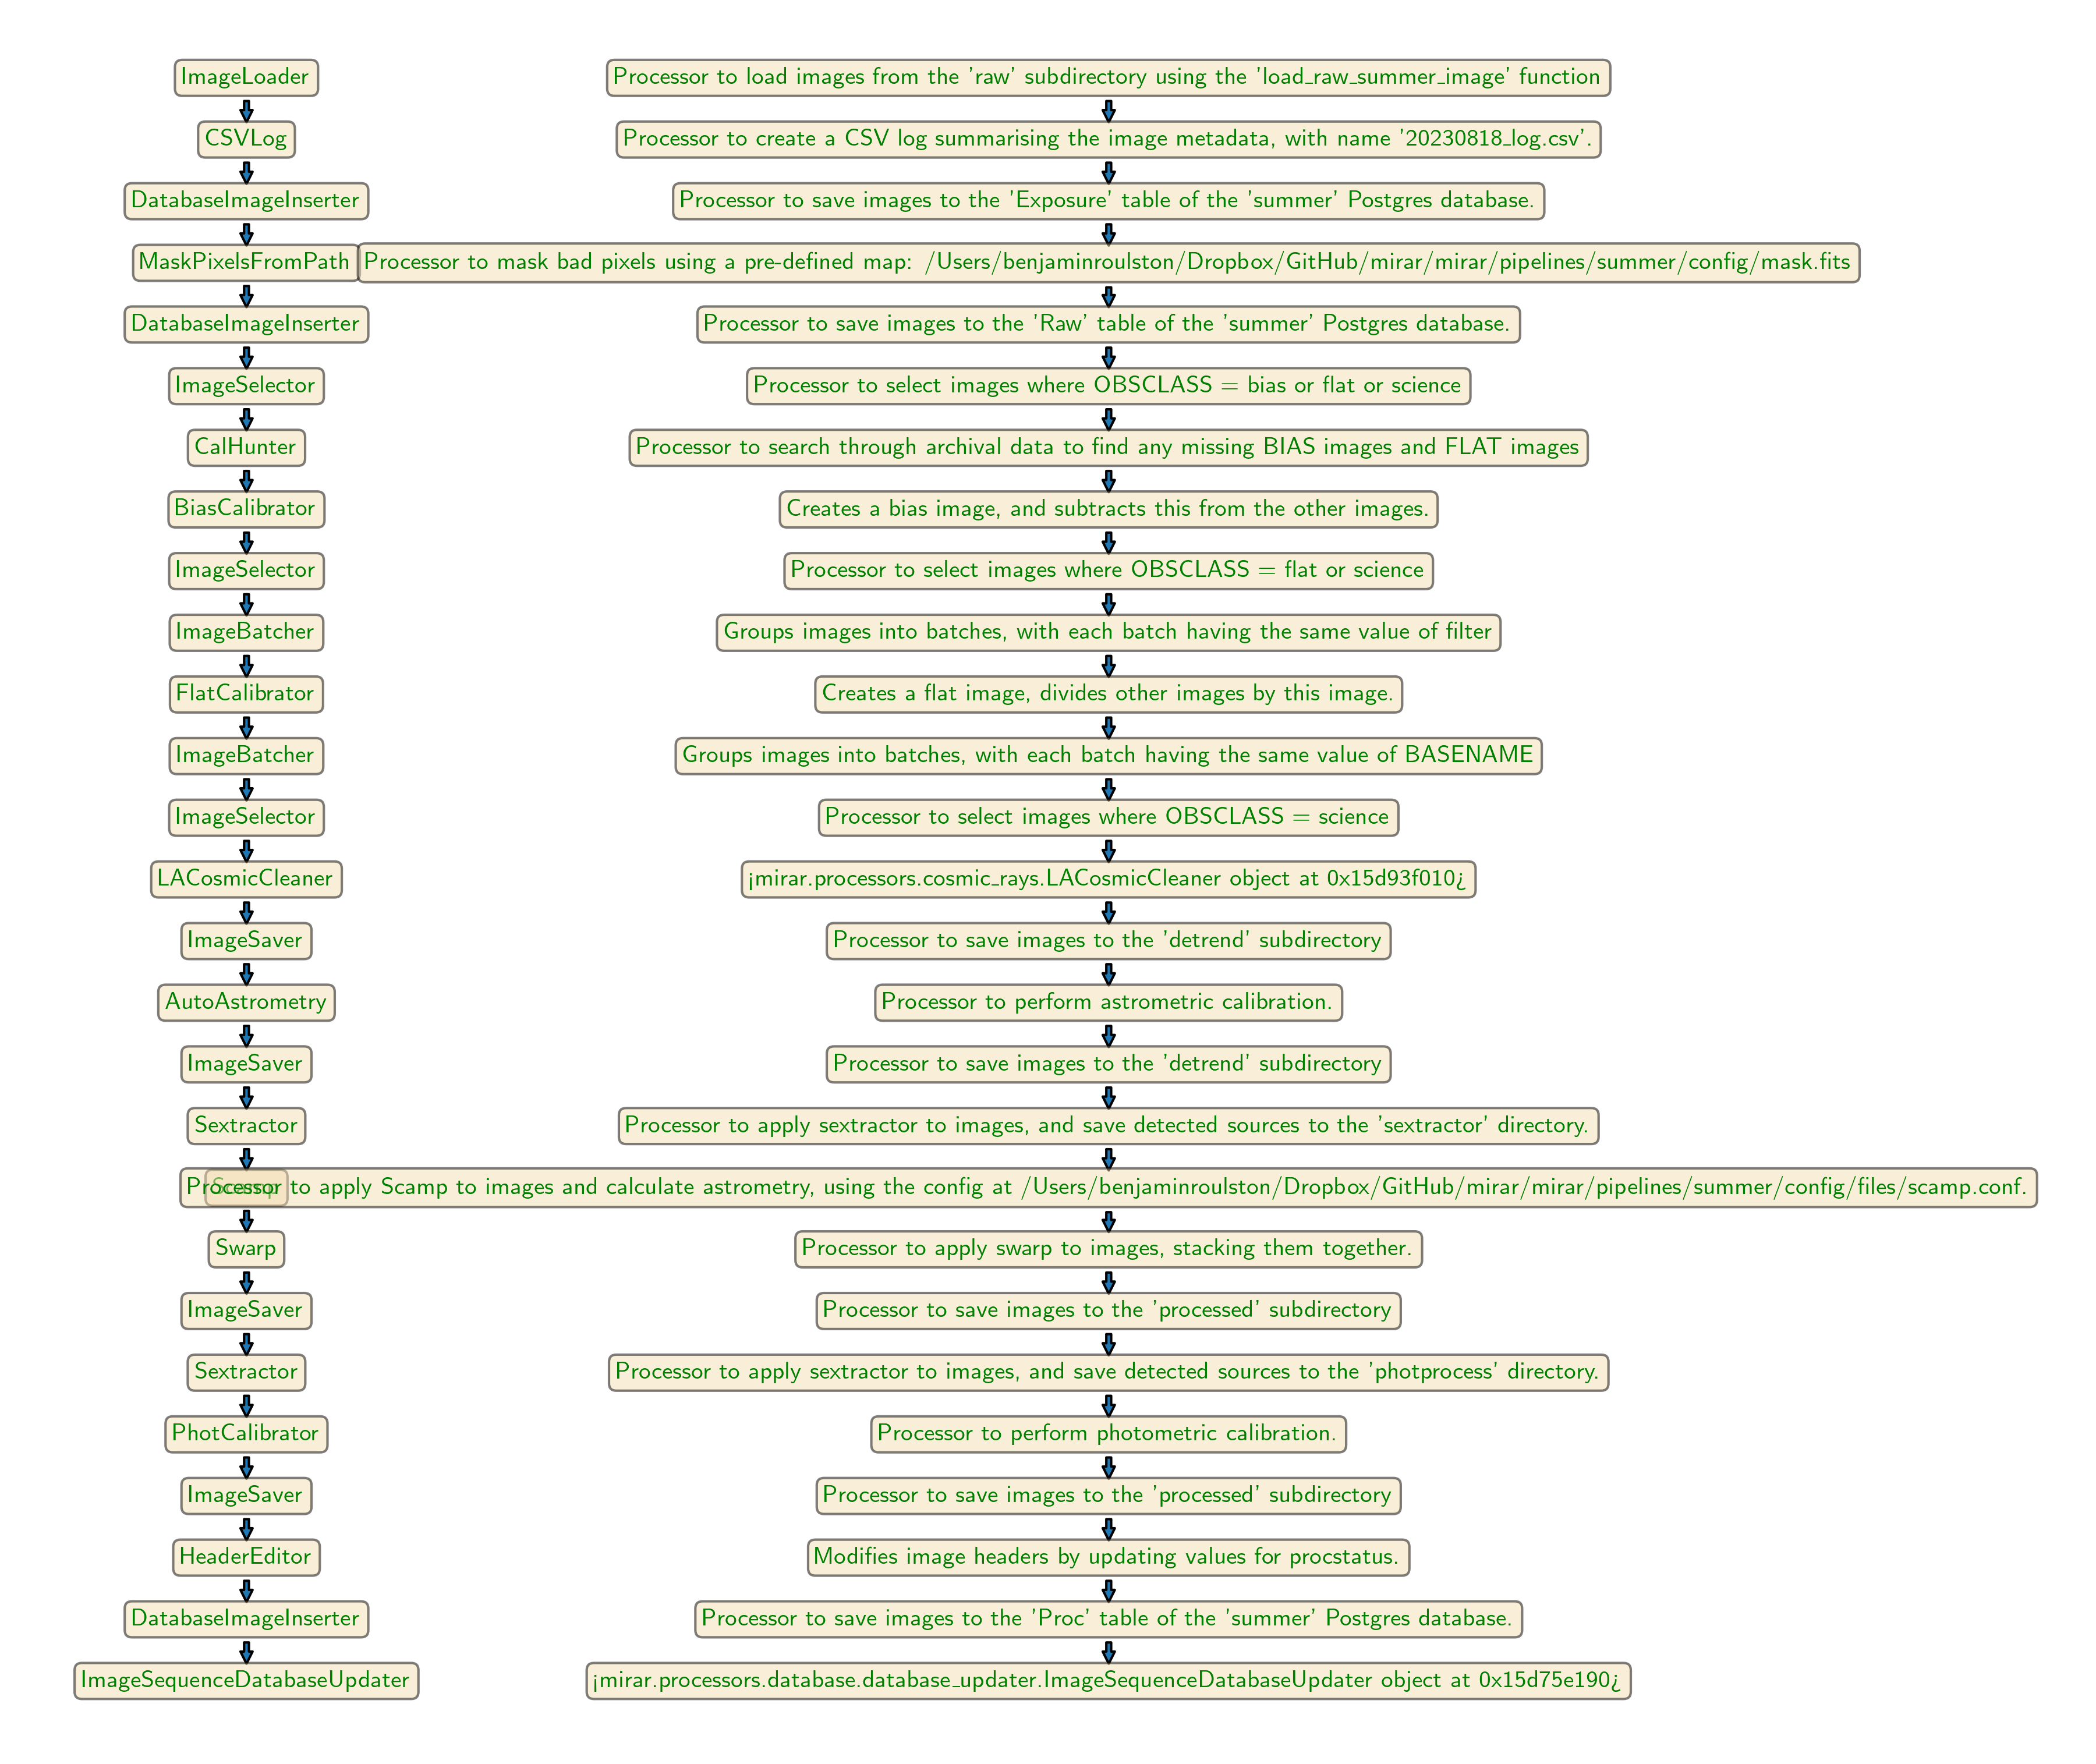 ImageLoader Processor to load images from the 'raw' subdirectory using the 'load_raw_summer_image' function
CSVLog Processor to create a CSV log summarising the image metadata, with name '20230818_log.csv'.
DatabaseImageInserter Processor to save images to the 'Exposure' table of the 'summer' Postgres database.
MaskPixelsFromPath Processor to mask bad pixels using a pre-defined map: /Users/benjaminroulston/Dropbox/GitHub/mirar/mirar/pipelines/summer/config/mask.fits
DatabaseImageInserter Processor to save images to the 'Raw' table of the 'summer' Postgres database.
ImageSelector Processor to select images where OBSCLASS = bias or flat or science
CalHunter Processor to search through archival data to find any missing BIAS images and FLAT images
BiasCalibrator Creates a bias image, and subtracts this from the other images.
ImageSelector Processor to select images where OBSCLASS = flat or science
ImageBatcher Groups images into batches, with each batch having the same value of filter
FlatCalibrator Creates a flat image, divides other images by this image.
ImageBatcher Groups images into batches, with each batch having the same value of BASENAME
ImageSelector Processor to select images where OBSCLASS = science
LACosmicCleaner ¡mirar.processors.cosmic_rays.LACosmicCleaner object at 0x15d93f010¿
ImageSaver Processor to save images to the 'detrend' subdirectory
AutoAstrometry Processor to perform astrometric calibration.
ImageSaver Processor to save images to the 'detrend' subdirectory
Sextractor Processor to apply sextractor to images, and save detected sources to the 'sextractor' directory.
Scamp Processor to apply Scamp to images and calculate astrometry, using the config at /Users/benjaminroulston/Dropbox/GitHub/mirar/mirar/pipelines/summer/config/files/scamp.conf.
Swarp Processor to apply swarp to images, stacking them together.
ImageSaver Processor to save images to the 'processed' subdirectory
Sextractor Processor to apply sextractor to images, and save detected sources to the 'photprocess' directory.
PhotCalibrator Processor to perform photometric calibration.
ImageSaver Processor to save images to the 'processed' subdirectory
HeaderEditor Modifies image headers by updating values for procstatus.
DatabaseImageInserter Processor to save images to the 'Proc' table of the 'summer' Postgres database.
ImageSequenceDatabaseUpdater ¡mirar.processors.database.database_updater.ImageSequenceDatabaseUpdater object at 0x15d75e190¿